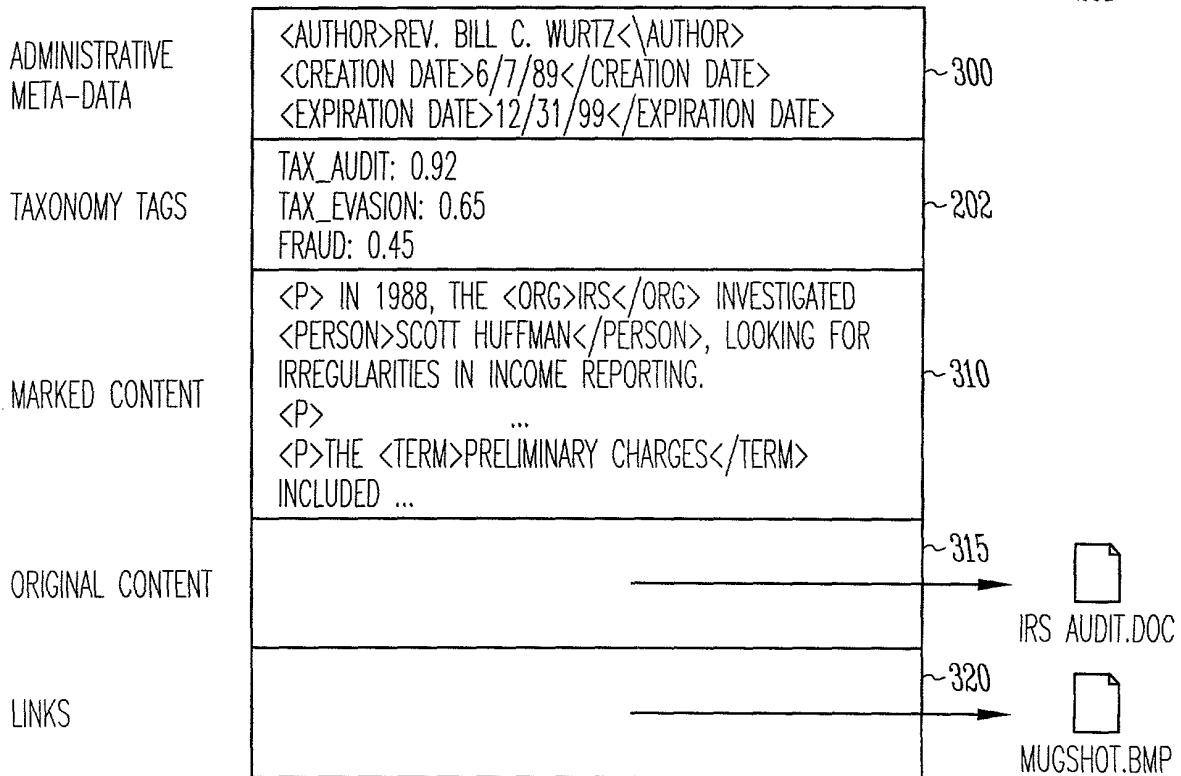 ADMINISTRATIVE
META-DATA
<AUTHOR>REV. BILL C. WURTZ<\AUTHOR>
<CREATION DATE>6/7/89</CREATION DATE>
<EXPIRATION DATE>12/31/99</EXPIRATION DATE>
300
TAXONOMY TAGS
TAX_AUDIT: 0.92
TAX_EVASION: 0.65
FRAUD: 0.45
202
MARKED CONTENT
<P> IN 1988, THE <ORG>IRS</ORG> INVESTIGATED
<PERSON>SCOTT HUFFMAN</PERSON>, LOOKING FOR
IRREGULARITIES IN INCOME REPORTING.
<P> ...
<P>THE <TERM>PRELIMINARY CHARGES</TERM>
INCLUDED ...
310
ORIGINAL CONTENT
315
IRS AUDIT.DOC
LINKS
320
MUGSHOT.BMP